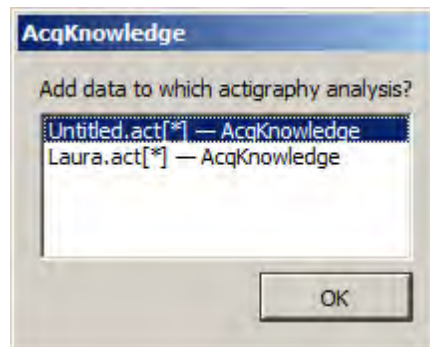 AcqKnowledge
Add data to which actigraphy analysis?
Untitled.act[*] — AcqKnowledge
Laura.act[*] — AcqKnowledge
OK